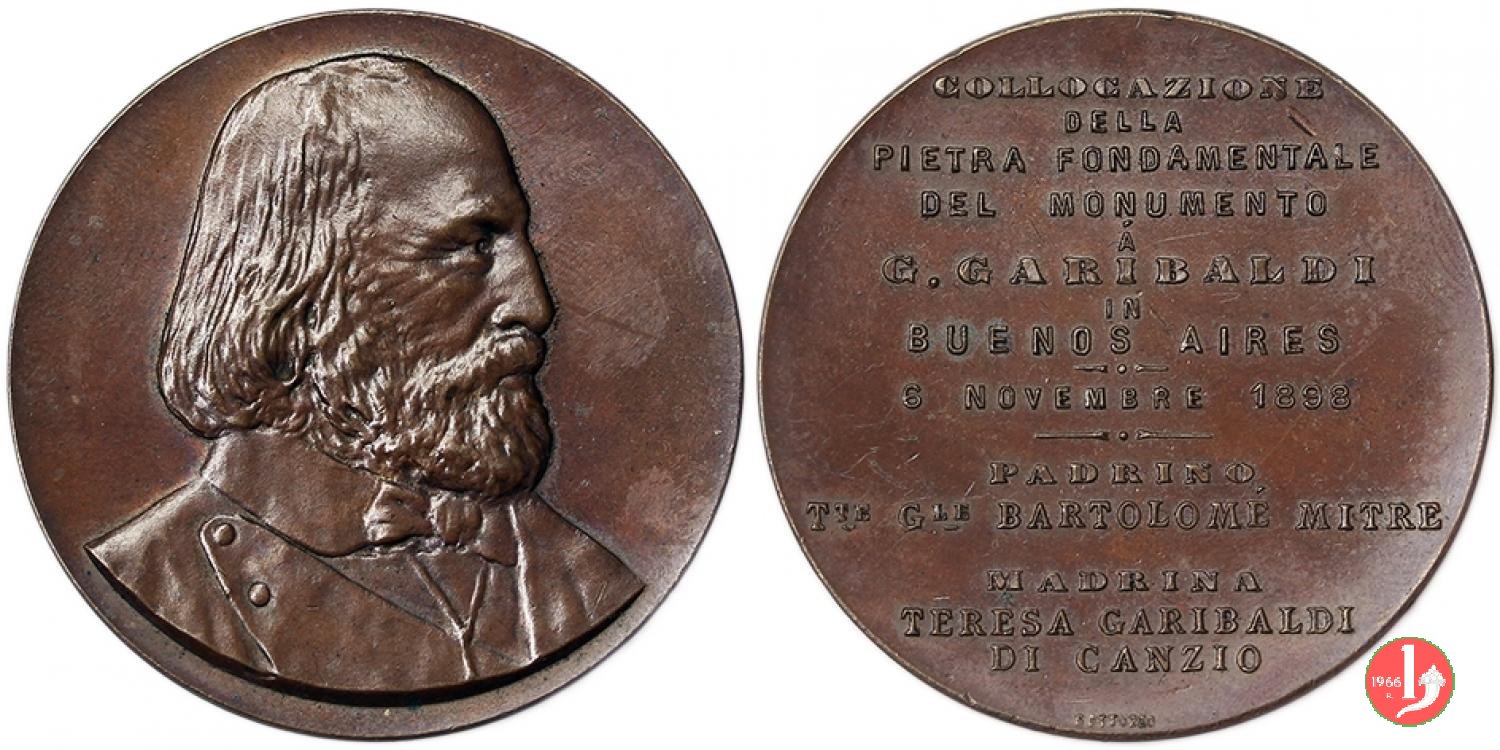 COLLOCAZIONE
DELLA
PIETRA FONDAMENTALE
DEL MONUMENTO
Á
G. GARIBALDI
IN
BUENOS AIRES
6 NOVEMBRE 1898
PADRINO
TTE GLE BARTOLOMÉ MITRE
MADRINA
TERESA GARIBALDI
DI CANZIO
1966
R.